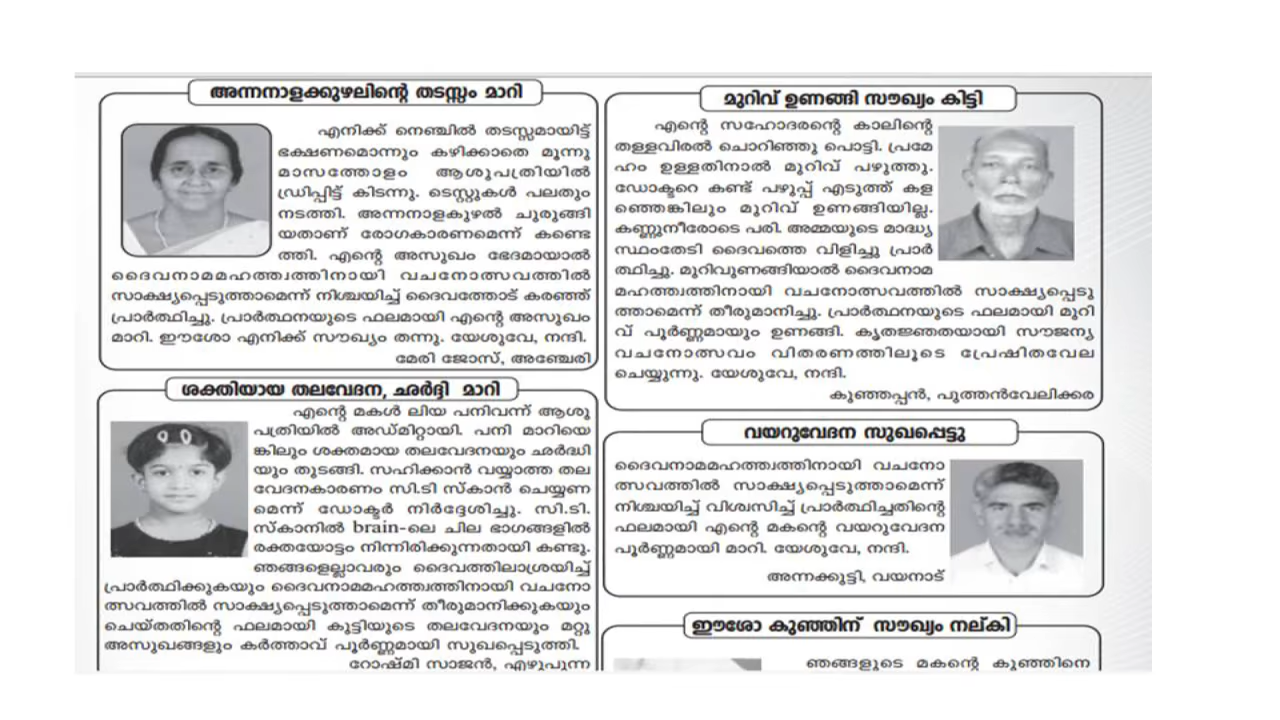 അന്നനാളക്കുഴലിന്റെ തടസ്സം മാറി
എനിക്ക് നെഞ്ചിൽ തടസ്സമായിട്ട്
ഭക്ഷണമൊന്നും കഴിക്കാതെ മൂന്നു
മാസത്തോളം ആശുപത്രിയിൽ
ഡ്രിപ്പിട്ട് കിടന്നു. ടെസ്റ്റുകൾ പലതും
നടത്തി. അന്നനാളകുഴൽ ചുരുങ്ങി
യതാണ് രോഗകാരണമെന്ന് കണ്ടെ
ത്തി. എന്റെ അസുഖം ഭേദമായാൽ
ദൈവനാമമഹത്ത്വത്തിനായി വചനോത്സവത്തിൽ
സാക്ഷ്യപ്പെടുത്താമെന്ന് നിശ്ചയിച്ച് ദൈവത്തോട് കരഞ്ഞ്
പ്രാർത്ഥിച്ചു. പ്രാർത്ഥനയുടെ ഫലമായി എന്റെ അസുഖം
മാറി. ഈശോ എനിക്ക് സൗഖ്യം തന്നു. യേശുവേ, നന്ദി.
മേരി ജോസ്, അഞ്ചേരി
ശക്തിയായ തലവേദന, ഛർദ്ദി മാറി
എന്റെ മകൾ ലിയ പനിവന്ന് ആശു
പത്രിയിൽ അഡ്മിറ്റായി. പനി മാറിയെ
ങ്കിലും ശക്തമായ തലവേദനയും ഛർദ്ധി
യും തുടങ്ങി. സഹിക്കാൻ വയ്യാത്ത തല
വേദനകാരണം സി.ടി സ്കാൻ ചെയ്യണ
മെന്ന് ഡോക്ടർ നിർദ്ദേശിച്ചു. സി.ടി.
സ്കാനിൽ brain-ലെ ചില ഭാഗങ്ങളിൽ
രക്തയോട്ടം നിന്നിരിക്കുന്നതായി കണ്ടു.
ഞങ്ങളെല്ലാവരും ദൈവത്തിലാശ്രയിച്ച്
പ്രാർത്ഥിക്കുകയും ദൈവനാമമഹത്ത്വത്തിനായി വചനോ
ത്സവത്തിൽ സാക്ഷ്യപ്പെടുത്താമെന്ന് തീരുമാനിക്കുകയും
ചെയ്തതിന്റെ ഫലമായി കുട്ടിയുടെ തലവേദനയും മറ്റു
അസുഖങ്ങളും കർത്താവ് പൂർണ്ണമായി സുഖപ്പെടുത്തി.
റോഷ്മി സാജൻ, എഴുപുന്ന
മുറിവ് ഉണങ്ങി സൗഖ്യം കിട്ടി
എന്റെ സഹോദരന്റെ കാലിന്റെ
തള്ളവിരൽ ചൊറിഞ്ഞു പൊട്ടി. പ്രമേ
ഹം ഉള്ളതിനാൽ മുറിവ് പഴുത്തു.
ഡോക്ടറെ കണ്ട് പഴുപ്പ് എടുത്ത് കള
ഞ്ഞെങ്കിലും മുറിവ് ഉണങ്ങിയില്ല.
കണ്ണുനീരോടെ പരി. അമ്മയുടെ മാദ്ധ്യ
സ്ഥംതേടി ദൈവത്തെ വിളിച്ചു പ്രാർ
ത്ഥിച്ചു. മുറിവുണങ്ങിയാൽ ദൈവനാമ
മഹത്ത്വത്തിനായി വചനോത്സവത്തിൽ സാക്ഷ്യപ്പെടു
ത്താമെന്ന് തീരുമാനിച്ചു. പ്രാർത്ഥനയുടെ ഫലമായി മുറി
വ് പൂർണ്ണമായും ഉണങ്ങി. കൃതജ്ഞതയായി സൗജന്യ
വചനോത്സവം വിതരണത്തിലൂടെ പ്രേഷിതവേല
ചെയ്യുന്നു. യേശുവേ, നന്ദി.
കുഞ്ഞപ്പൻ, പുത്തൻവേലിക്കര
വയറുവേദന സുഖപ്പെട്ടു
ദൈവനാമമഹത്ത്വത്തിനായി വചനോ
ത്സവത്തിൽ സാക്ഷ്യപ്പെടുത്താമെന്ന്
നിശ്ചയിച്ച് വിശ്വസിച്ച് പ്രാർത്ഥിച്ചതിന്റെ
ഫലമായി എന്റെ മകന്റെ വയറുവേദന
പൂർണ്ണമായി മാറി. യേശുവേ, നന്ദി.
അന്നക്കുട്ടി, വയനാട്
ഈശോ കുഞ്ഞിന് സൗഖ്യം നല്കി
ഞങ്ങളുടെ മകന്റെ കുഞ്ഞിനെ